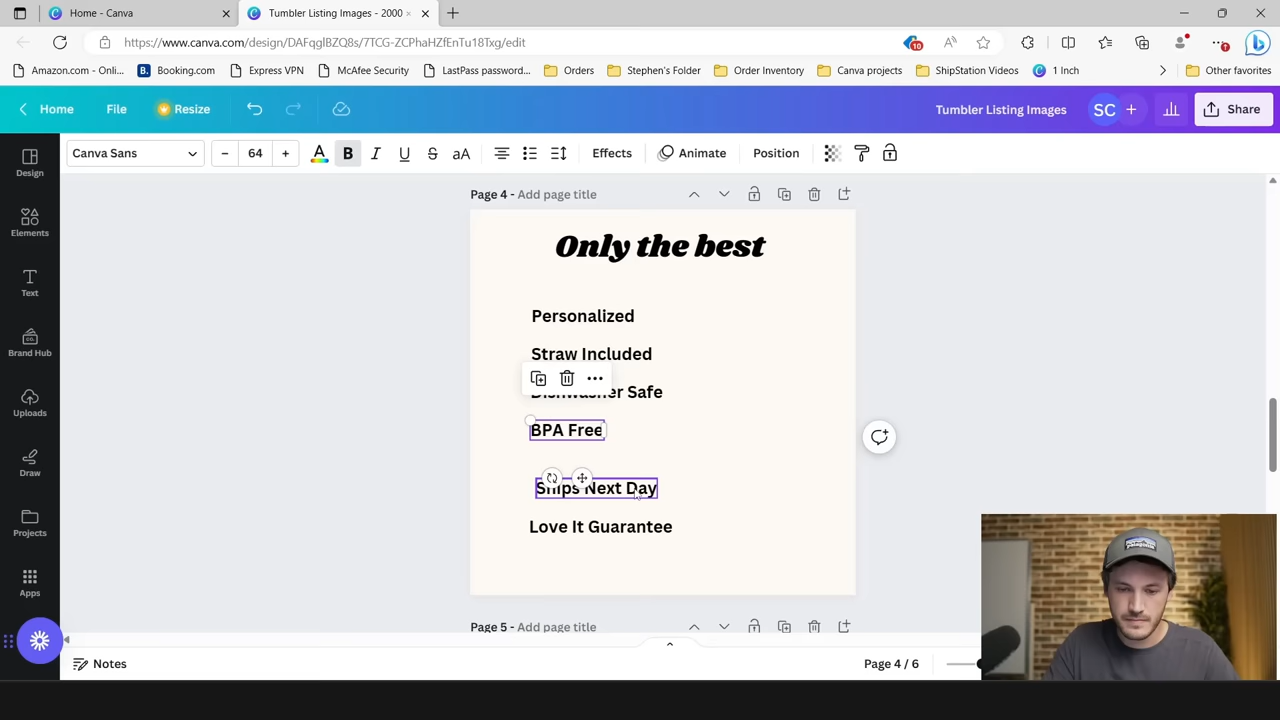 Home - Canva
Tumbler Listing Images - 2000
https://www.canva.com/design/DAFqglBZQ8s/7TCG-ZCPhaHZfEnTu18Txg/edit
10
Amazon.com - Onli...
Booking.com
Express VPN
McAfee Security
LastPass password...
Orders
Stephen's Folder
Order Inventory
Canva projects
ShipStation Videos
1 Inch
Other favorites
Home
File
Resize
Tumbler Listing Images
SC
Share
Canva Sans
64
Effects
Animate
Position
Design
Elements
Text
Brand Hub
Uploads
Draw
Projects
Apps
Page 4 - Add page title
Only the best
Personalized
Straw Included
Dishwasher Safe
BPA Free
Ships Next Day
Love It Guarantee
Page 5 - Add page title
Notes
Page 4 / 6